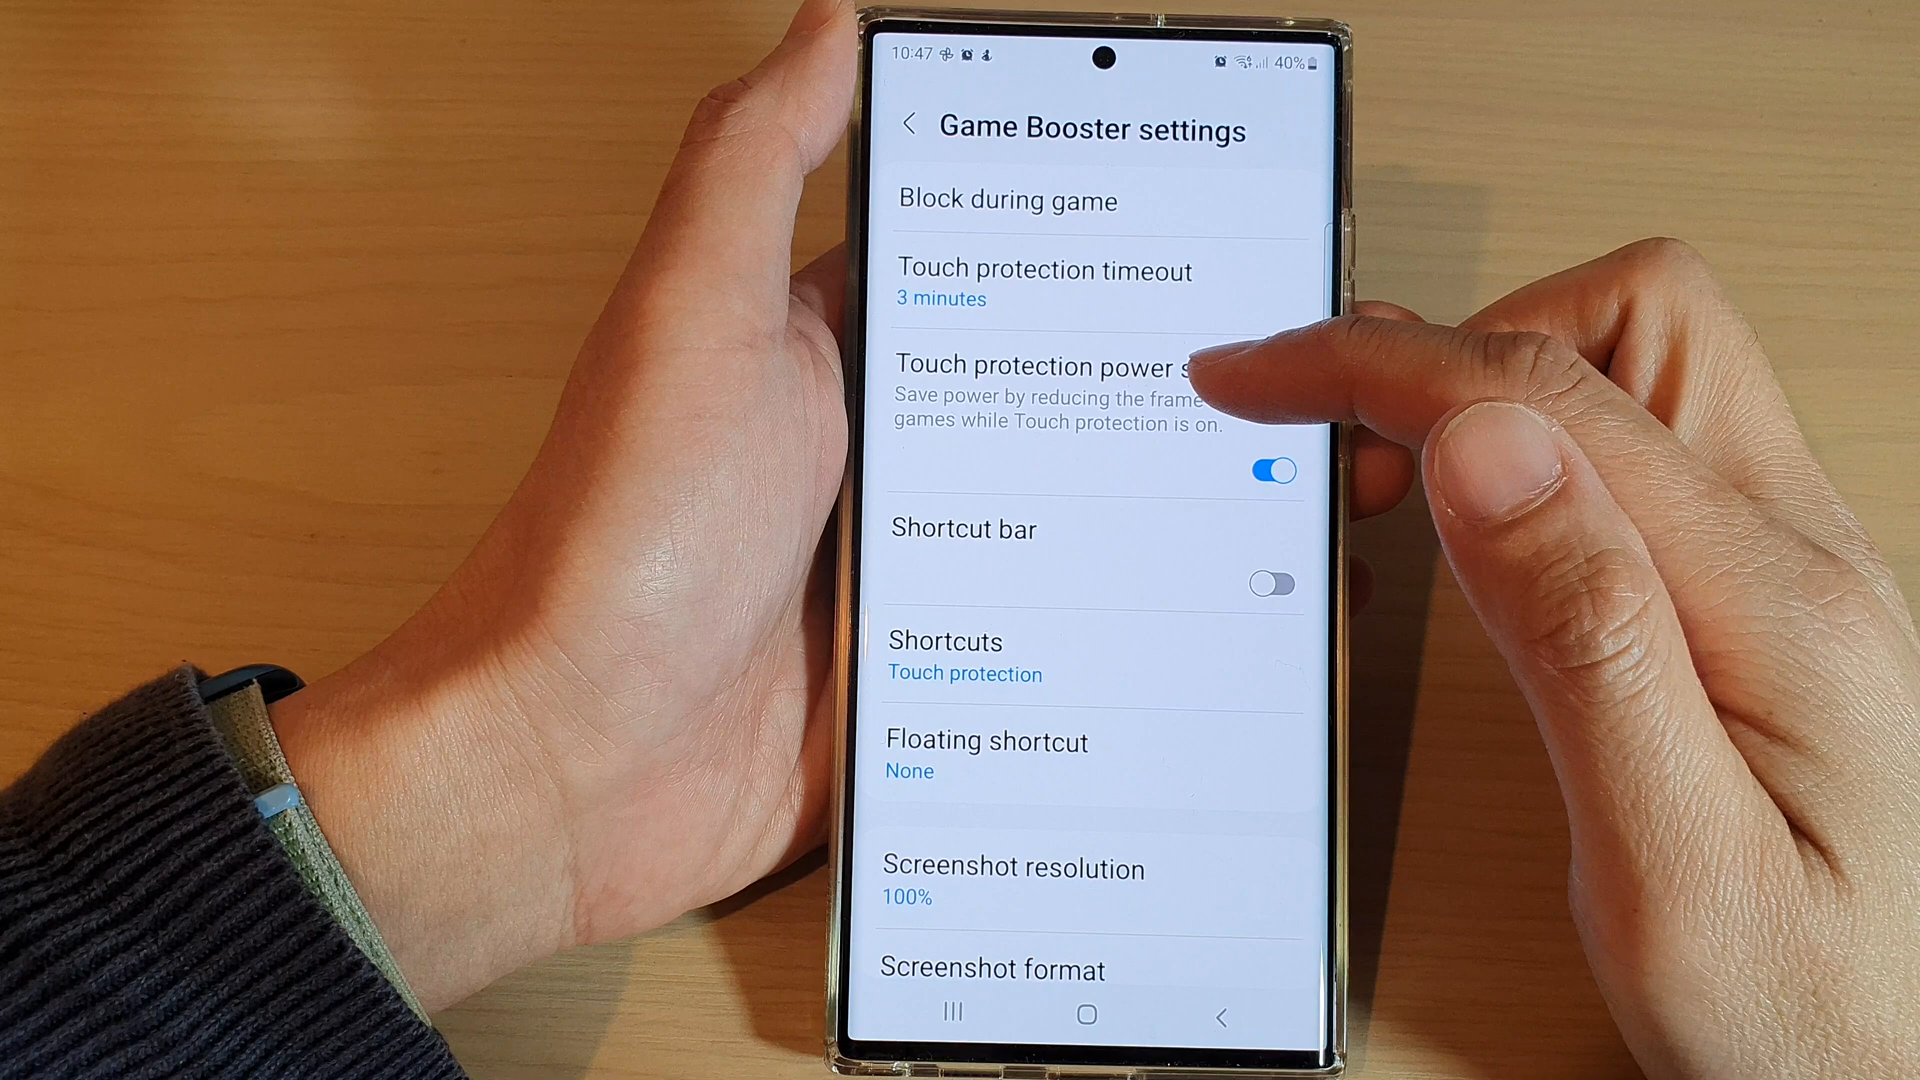 10:47 40%
Game Booster settings
Block during game
Touch protection timeout
3 minutes
Touch protection power
Save power by reducing the frame
games while Touch protection is on.
Shortcut bar
Shortcuts
Touch protection
Floating shortcut
None
Screenshot resolution
100%
Screenshot format